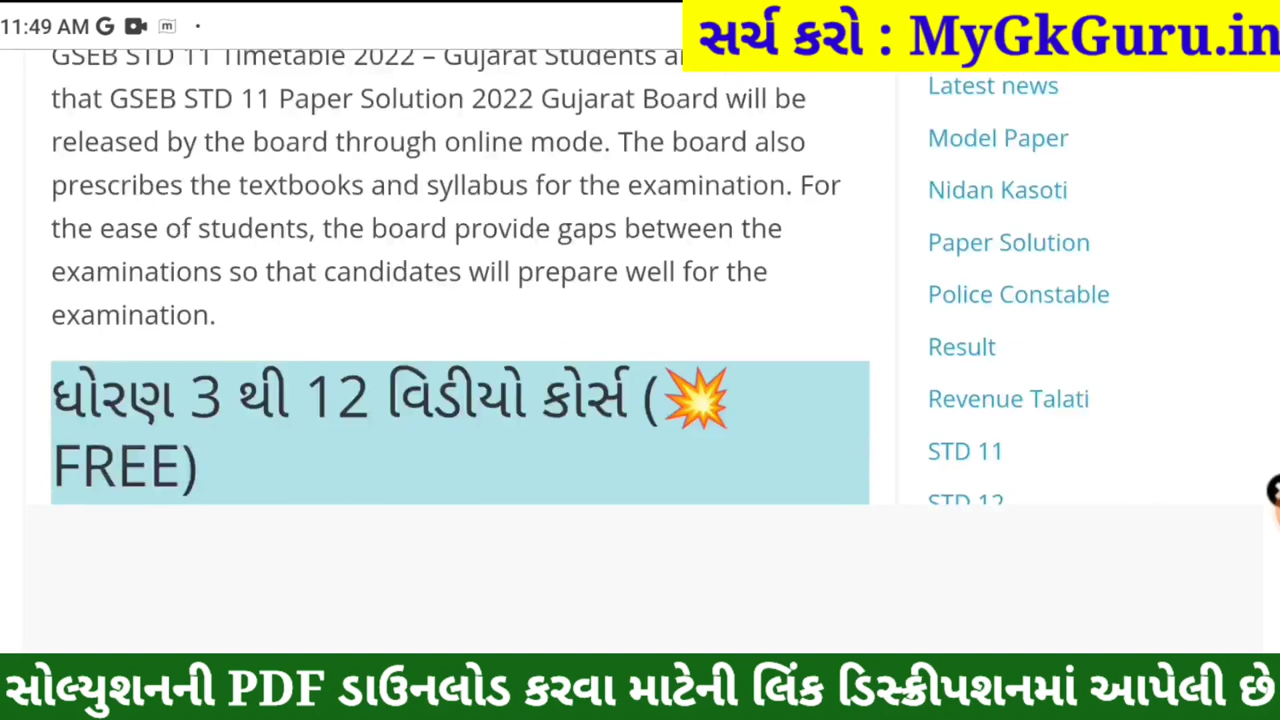 11:49 AM
સર્ચ કરો : MyGkGuru.in
GSEB STD 11 Timetable 2022 – Gujarat Students
that GSEB STD 11 Paper Solution 2022 Gujarat Board will be
released by the board through online mode. The board also
prescribes the textbooks and syllabus for the examination. For
the ease of students, the board provide gaps between the
examinations so that candidates will prepare well for the
examination.
ધોરણ 3 થી 12 વિડીયો કોર્સ (💥
FREE)
Latest news
Model Paper
Nidan Kasoti
Paper Solution
Police Constable
Result
Revenue Talati
STD 11
STD 12
સોલ્યુશનની PDF ડાઉનલોડ કરવા માટેની લિંક ડિસ્ક્રીપશનમાં આપેલી છે